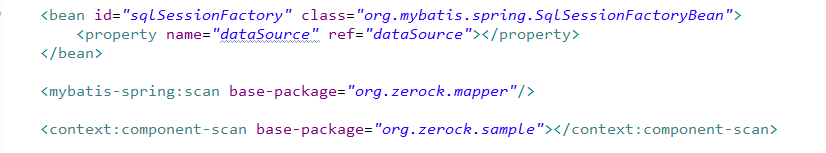 <bean id="sqlSessionFactory" class="org.mybatis.spring.SqlSessionFactoryBean">
<property name="dataSource" ref="dataSource"></property>
</bean>
<mybatis-spring:scan base-package="org.zerock.mapper"/>
<context:component-scan base-package="org.zerock.sample"></context:component-scan>